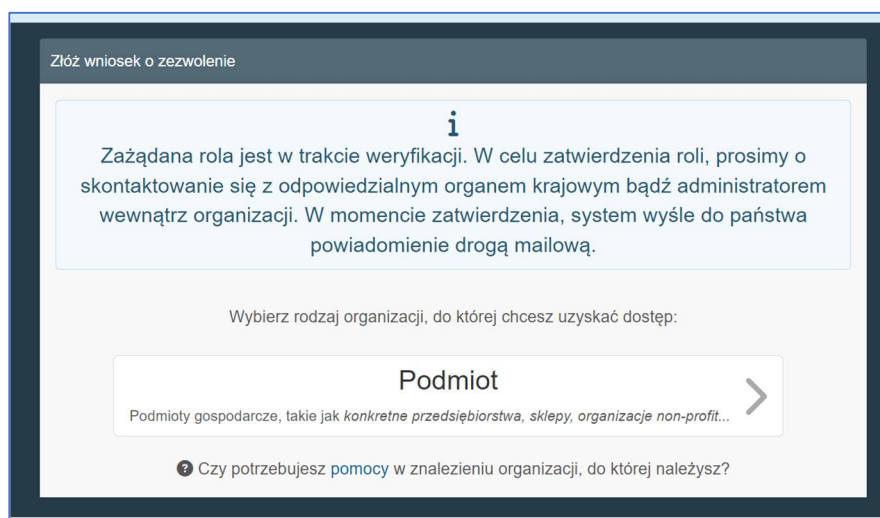 Złóż wniosek o zezwolenie
i
Zażądana rola jest w trakcie weryfikacji. W celu zatwierdzenia roli, prosimy o
skontaktowanie się z odpowiedzialnym organem krajowym bądź administratorem
wewnątrz organizacji. W momencie zatwierdzenia, system wyśle do państwa
powiadomienie drogą mailową.
Wybierz rodzaj organizacji, do której chcesz uzyskać dostęp:
Podmiot
Podmioty gospodarcze, takie jak konkretne przedsiębiorstwa, sklepy, organizacje non-profit...
? Czy potrzebujesz pomocy w znalezieniu organizacji, do której należysz?